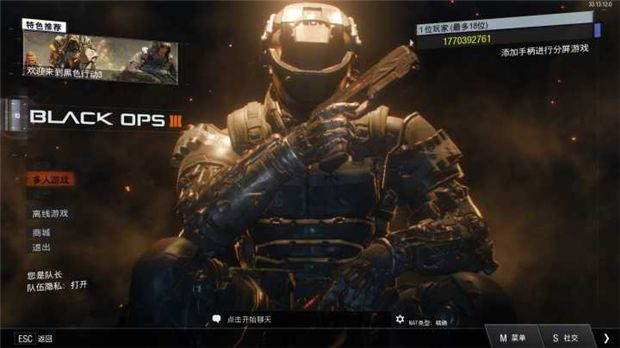 33.13.12.0
特色推荐
欢迎来到黑色行动3
1位玩家 (最多18位)
1770392761
添加手柄进行分屏游戏
BLACK OPS III
多人游戏
离线游戏
商城
退出
您是队长
队伍隐私：打开
点击开始聊天
NAT类型：
ESC 返回
M 菜单
S 社交